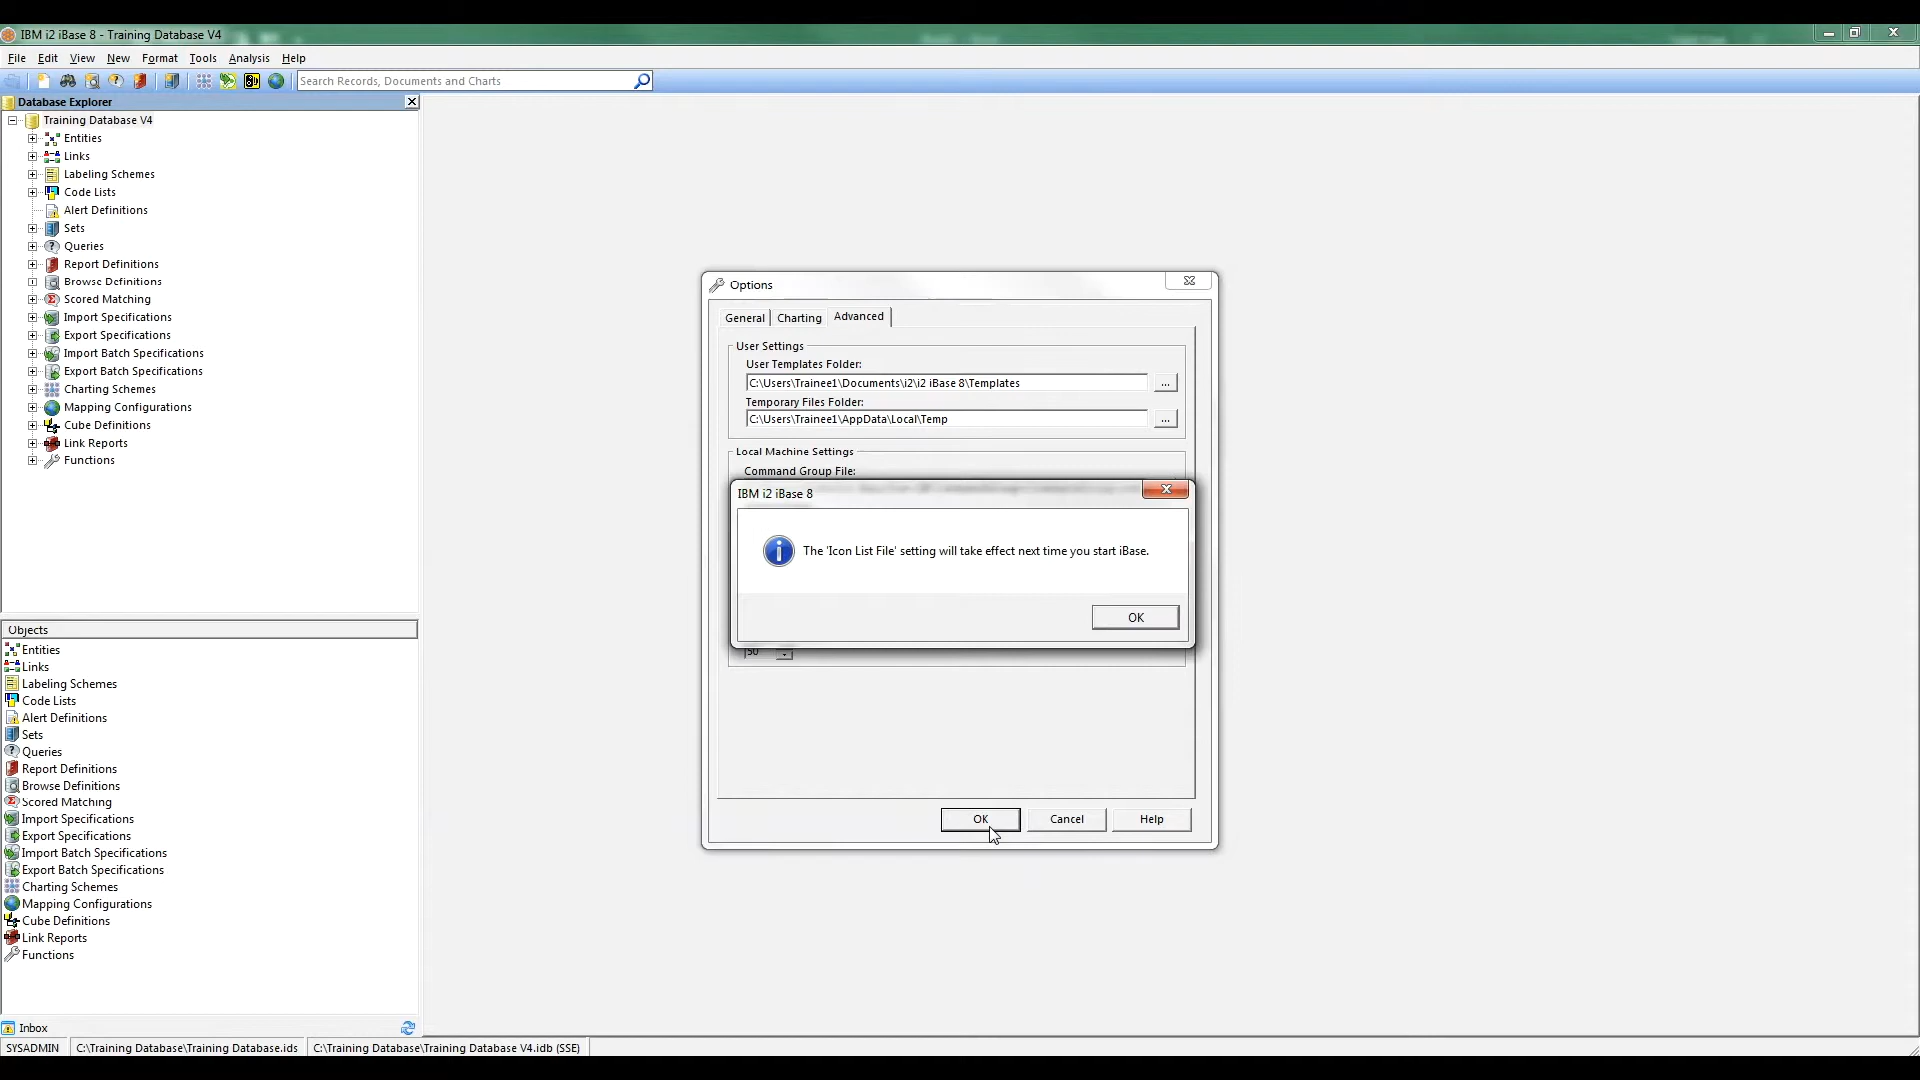 IBM i2 iBase 8 - Training Database V4
File Edit View New Format Tools Analysis Help
Search Records, Documents and Charts
Database Explorer
Training Database V4
Entities
Links
Labeling Schemes
Code Lists
Alert Definitions
Sets
Queries
Report Definitions
Browse Definitions
Scored Matching
Import Specifications
Export Specifications
Import Batch Specifications
Export Batch Specifications
Charting Schemes
Mapping Configurations
Cube Definitions
Link Reports
Functions
Objects
Entities
Links
Labeling Schemes
Code Lists
Alert Definitions
Sets
Queries
Report Definitions
Browse Definitions
Scored Matching
Import Specifications
Export Specifications
Import Batch Specifications
Export Batch Specifications
Charting Schemes
Mapping Configurations
Cube Definitions
Link Reports
Functions
Inbox
SYSADMIN C:\Training Database\Training Database.ids C:\Training Database\Training Database V4.idb (SSE)
Options
General Charting Advanced
User Settings
User Templates Folder:
C:\Users\Trainee1\Documents\i2\i2 iBase 8\Templates ...
Temporary Files Folder:
C:\Users\Trainee1\AppData\Local\Temp ...
Local Machine Settings
Command Group File:
IBM i2 iBase 8
The 'Icon List File' setting will take effect next time you start iBase.
OK
50
OK Cancel Help